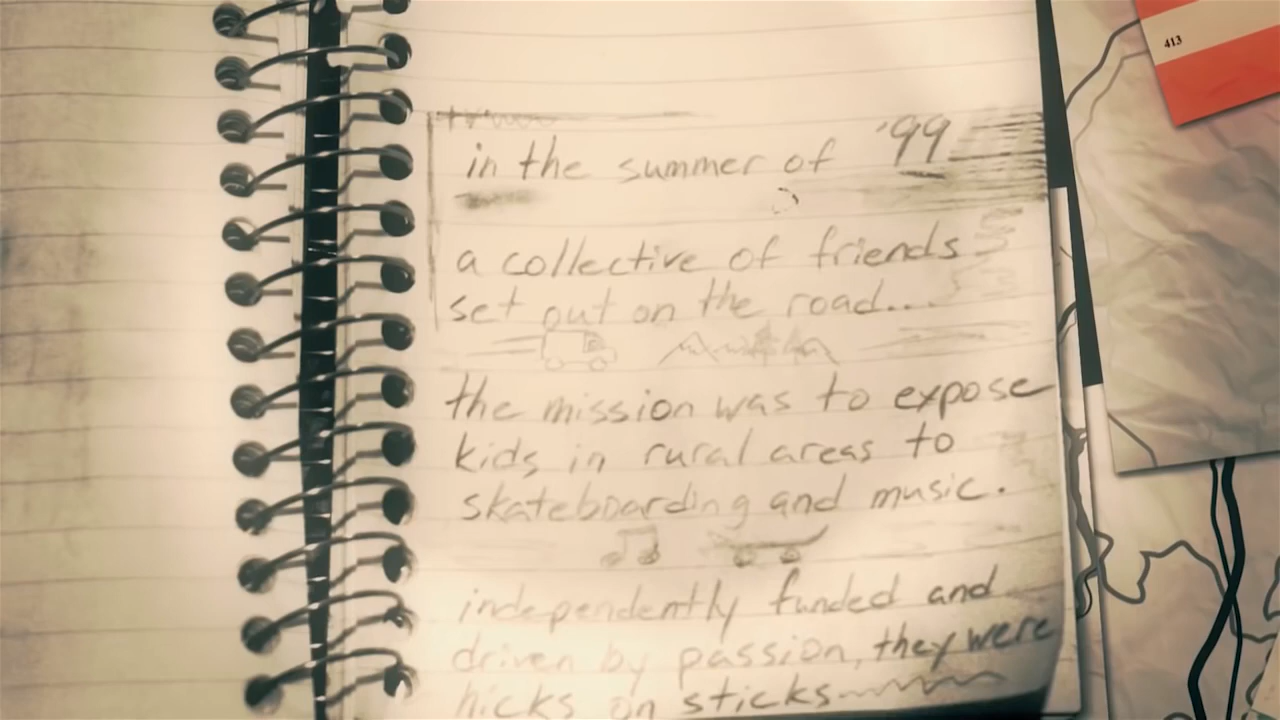 413
in the summer of '99
a collective of friends
set out on the road...
the mission was to expose
kids in rural areas to
skateboarding and music.
independently funded and
driven by passion, they were
hicks on sticks